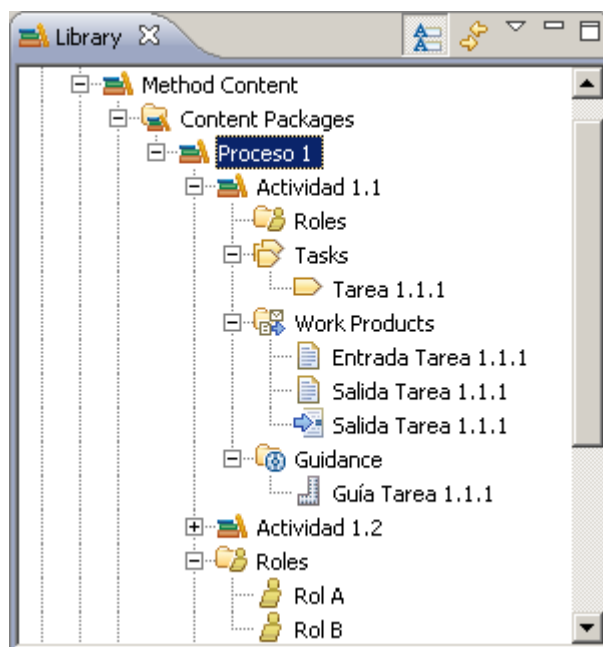 Library
Method Content
Content Packages
Proceso 1
Actividad 1.1
Roles
Tasks
Tarea 1.1.1
Work Products
Entrada Tarea 1.1.1
Salida Tarea 1.1.1
Salida Tarea 1.1.1
Guidance
Guía Tarea 1.1.1
Actividad 1.2
Roles
Rol A
Rol B